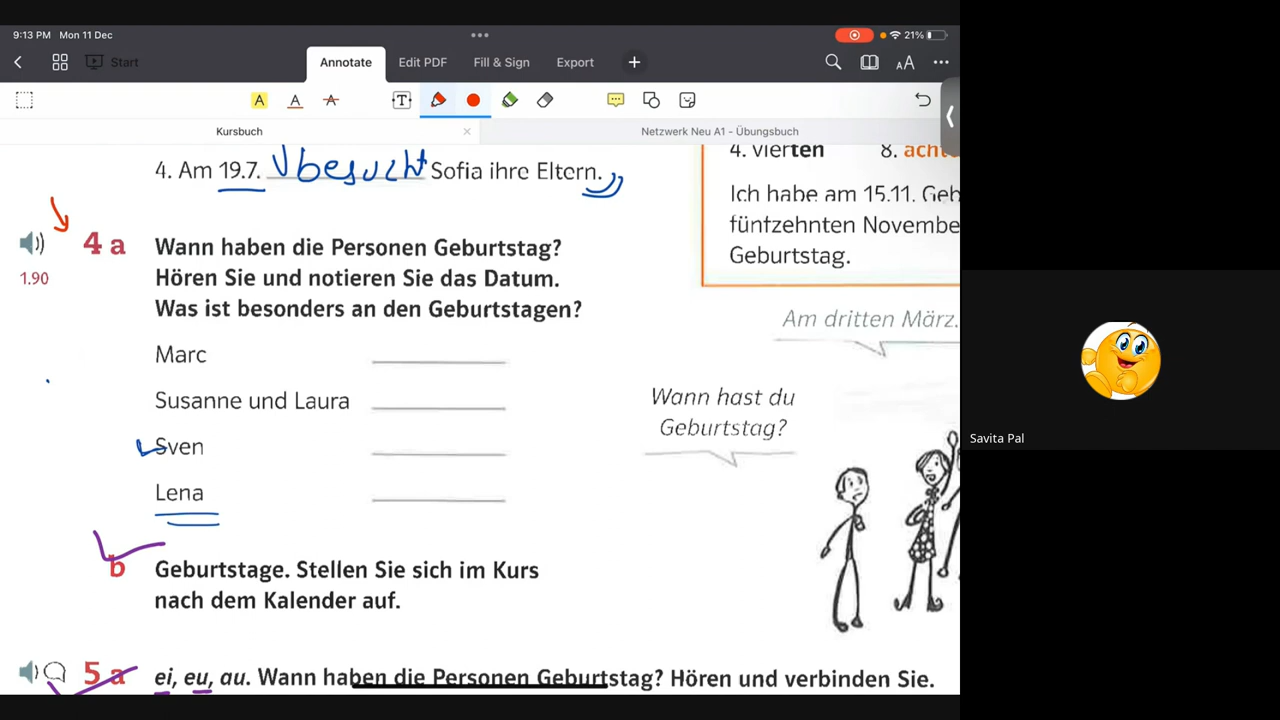 9:13 PM Mon 11 Dec
21%
Start
Annotate
Edit PDF
Fill & Sign
Export
A
A
A
T
AA
Kursbuch
Netzwerk Neu A1 - Übungsbuch
4. Am 19.7. besucht Sofia ihre Eltern.
1.90
4 a
Wann haben die Personen Geburtstag?
Hören Sie und notieren Sie das Datum.
Was ist besonders an den Geburtstagen?
Marc
Susanne und Laura
Sven
Lena
b
Geburtstage. Stellen Sie sich im Kurs
nach dem Kalender auf.
5 a
ei, eu, au. Wann haben die Personen Geburtstag? Hören und verbinden Sie.
4. vierten
8. acht
Ich habe am 15.11. Geb
fünfzehnten Novembe
Geburtstag.
Am dritten März.
Wann hast du
Geburtstag?
Savita Pal